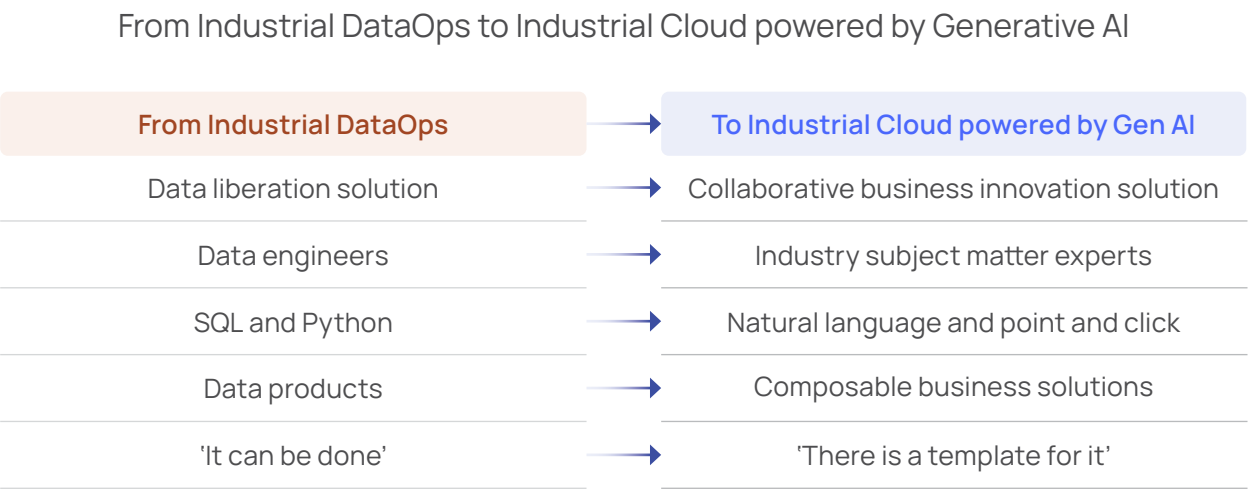 From Industrial DataOps to Industrial Cloud powered by Generative AI
From Industrial DataOps
To Industrial Cloud powered by Gen AI
Data liberation solution
Collaborative business innovation solution
Data engineers
Industry subject matter experts
SQL and Python
Natural language and point and click
Data products
Composable business solutions
‘It can be done’
‘There is a template for it’